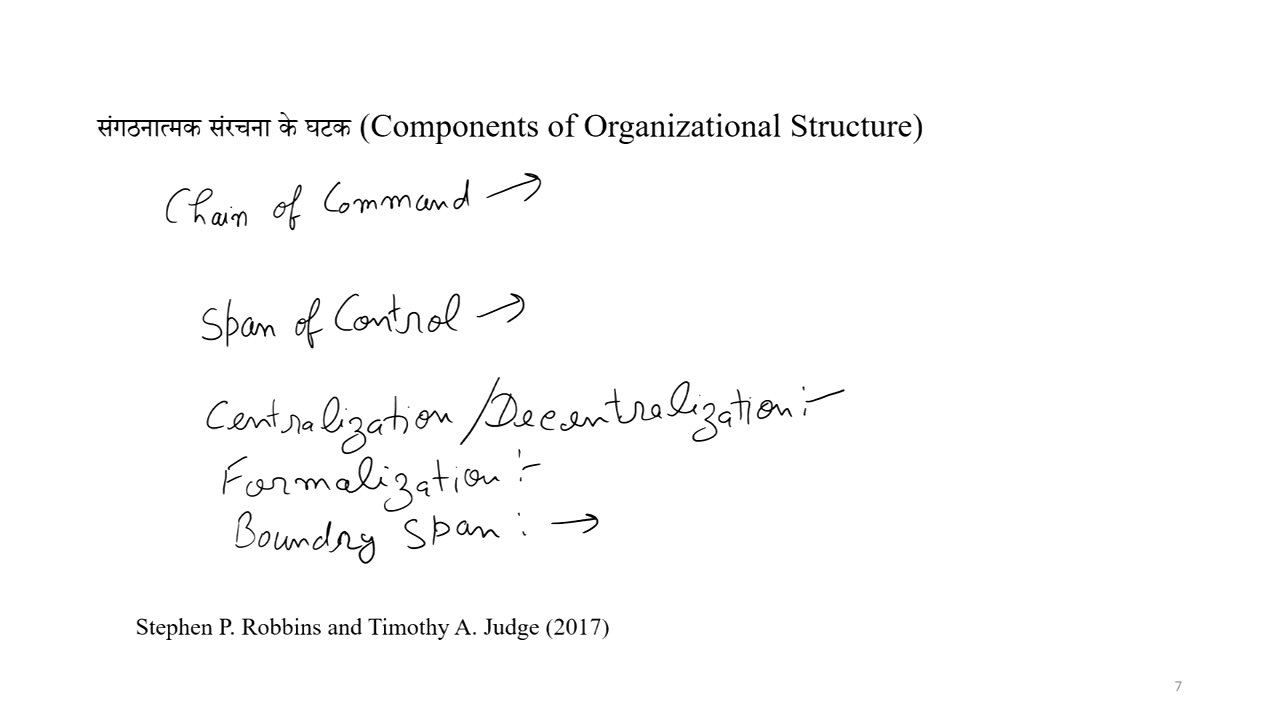 संगठनात्मक संरचना के घटक (Components of Organizational Structure)
Chain of Command →
Span of Control →
Centralization/Decentralization:-
Formalization:-
Boundry Span: →
Stephen P. Robbins and Timothy A. Judge (2017)
7